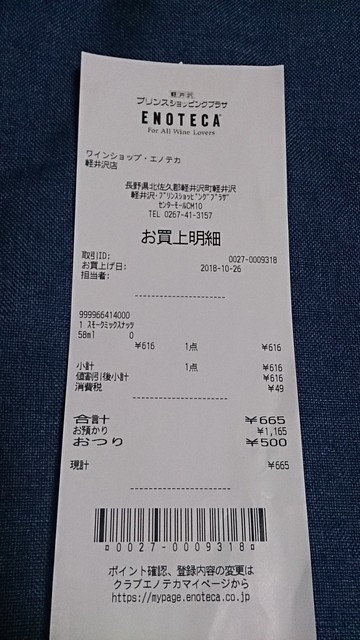 軽井沢
プリンスショッピングプラザ
ENOTECA
For All Wine Lovers
ワインショップ・エノテカ
軽井沢店
長野県北佐久郡軽井沢町軽井沢
軽井沢・プリンスショッピングプラザ
センターモールCM10
TEL 0267-41-3157
お買上明細
取引ID: 0027-0009318
お買上げ日: 2018-10-26
担当者:
999966414000
1 スモークミックスナッツ
58ml 0
¥616 1点 ¥616
小計 1点 ¥616
値割引後小計 ¥616
消費税 ¥49
合計 ¥665
お預かり ¥1,165
おつり ¥500
現計 ¥665
0027-0009318
ポイント確認、登録内容の変更は
クラブエノテカマイページから
https://mypage.enoteca.co.jp